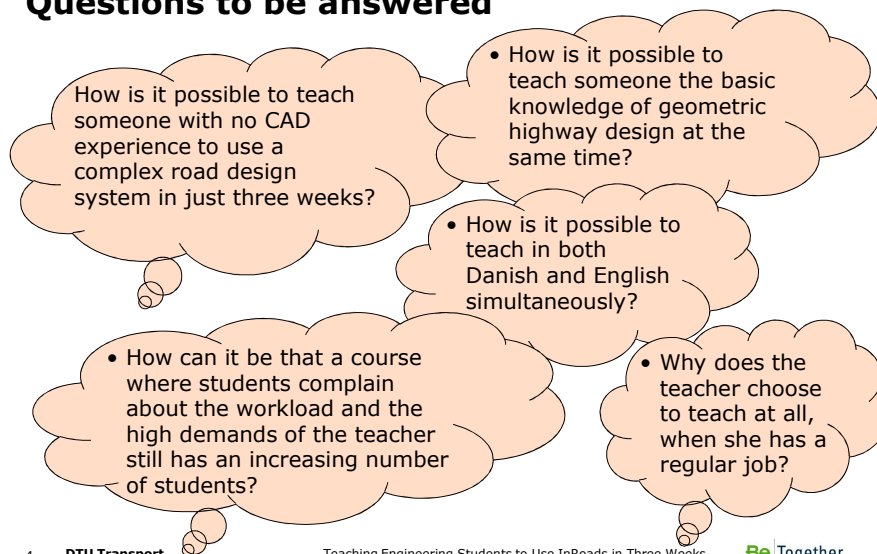 Questions to be answered
How is it possible to teach
someone with no CAD
experience to use a
complex road design
system in just three weeks?
• How is it possible to
teach someone the basic
knowledge of geometric
highway design at the
same time?
• How is it possible to
teach in both
Danish and English
simultaneously?
• How can it be that a course
where students complain
about the workload and the
high demands of the teacher
still has an increasing number
of students?
• Why does the
teacher choose
to teach at all,
when she has a
regular job?
4 DTU Transport Teaching Engineering Students to Use InRoads in Three Weeks Be Together